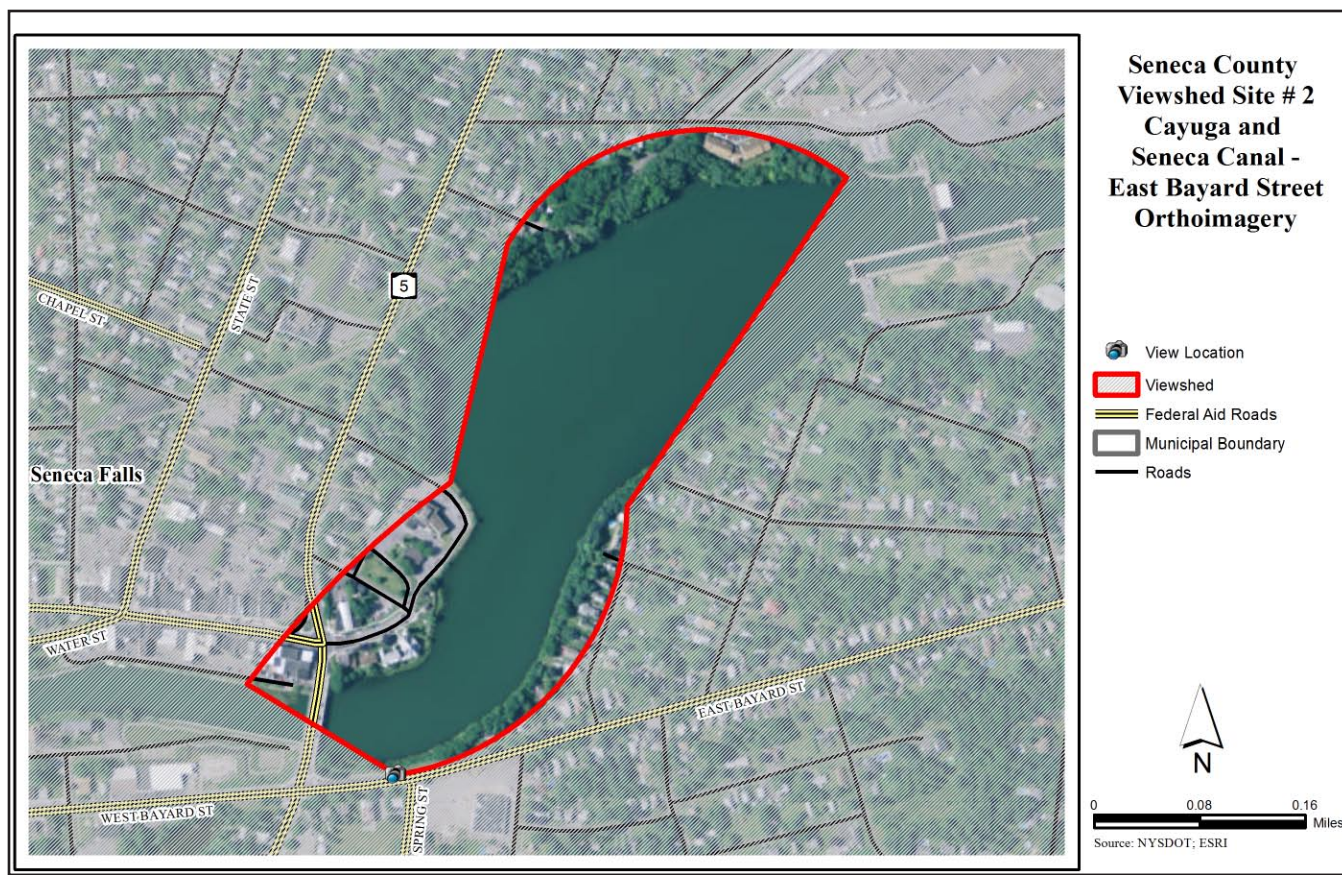 Seneca County
Viewshed Site # 2
Cayuga and
Seneca Canal -
East Bayard Street
Orthoimagery
5
CHAPEL ST
STATE ST
Seneca Falls
WATER ST
EAST BAYARD ST
WEST BAYARD ST
SPRING ST
View Location
Viewshed
Federal Aid Roads
Municipal Boundary
Roads
N
0 0.08 0.16
Miles
Source: NYSDOT; ESRI